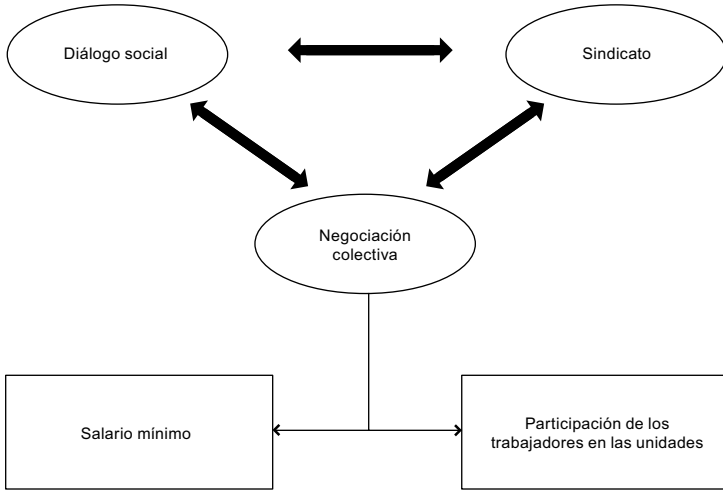 Diálogo social
Sindicato
Negociación
colectiva
Salario mínimo
Participación de los
trabajadores en las unidades